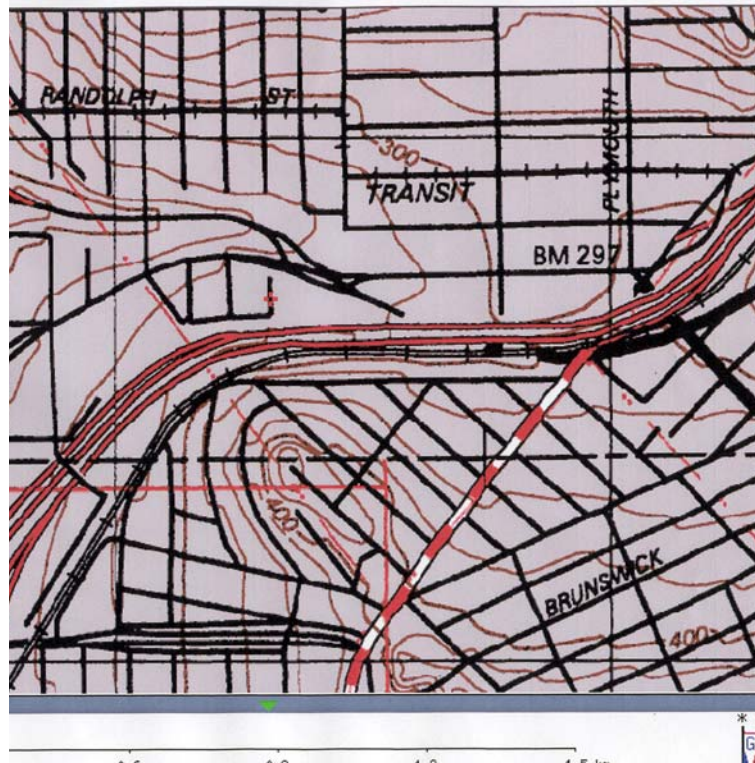 RANDOLPH ST
PLYMOUTH
300
TRANSIT
BM 297
400
BRUNSWICK
400
*
G